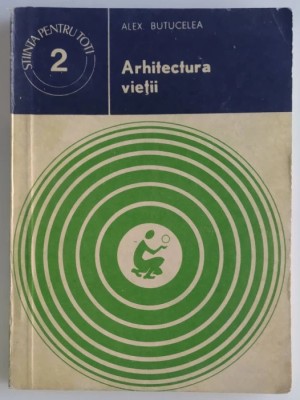 ȘTIINȚA PENTRU TOȚI
2
ALEX. BUTUCELEA
Arhitectura
vieții